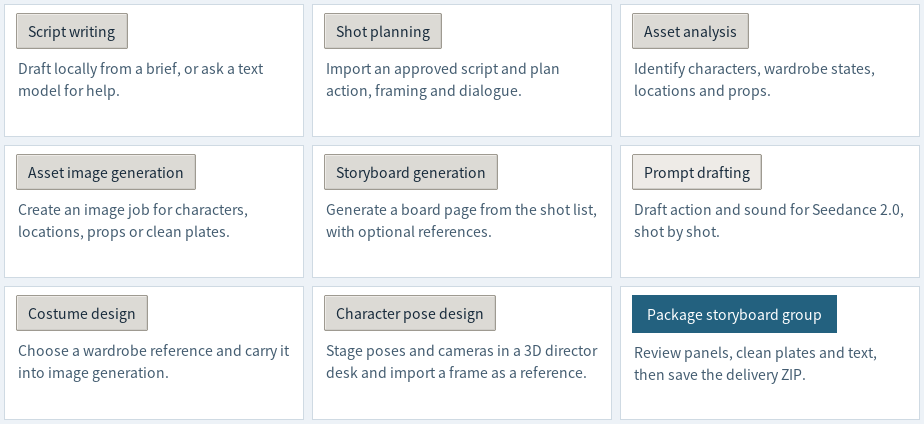 Script writing
Draft locally from a brief, or ask a text
model for help.
Shot planning
Import an approved script and plan
action, framing and dialogue.
Asset analysis
Identify characters, wardrobe states,
locations and props.
Asset image generation
Create an image job for characters,
locations, props or clean plates.
Storyboard generation
Generate a board page from the shot list,
with optional references.
Prompt drafting
Draft action and sound for Seedance 2.0,
shot by shot.
Costume design
Choose a wardrobe reference and carry it
into image generation.
Character pose design
Stage poses and cameras in a 3D director
desk and import a frame as a reference.
Package storyboard group
Review panels, clean plates and text,
then save the delivery ZIP.